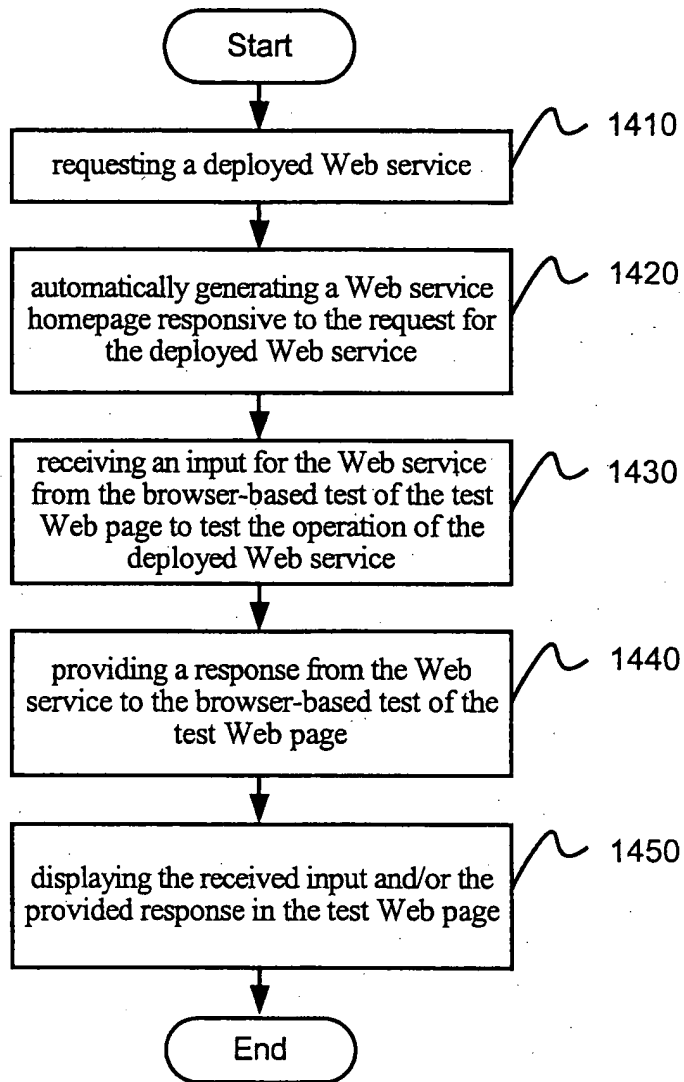 Start
1410
requesting a deployed Web service
1420
automatically generating a Web service
homepage responsive to the request for
the deployed Web service
1430
receiving an input for the Web service
from the browser-based test of the test
Web page to test the operation of the
deployed Web service
1440
providing a response from the Web
service to the browser-based test of the
test Web page
1450
displaying the received input and/or the
provided response in the test Web page
End